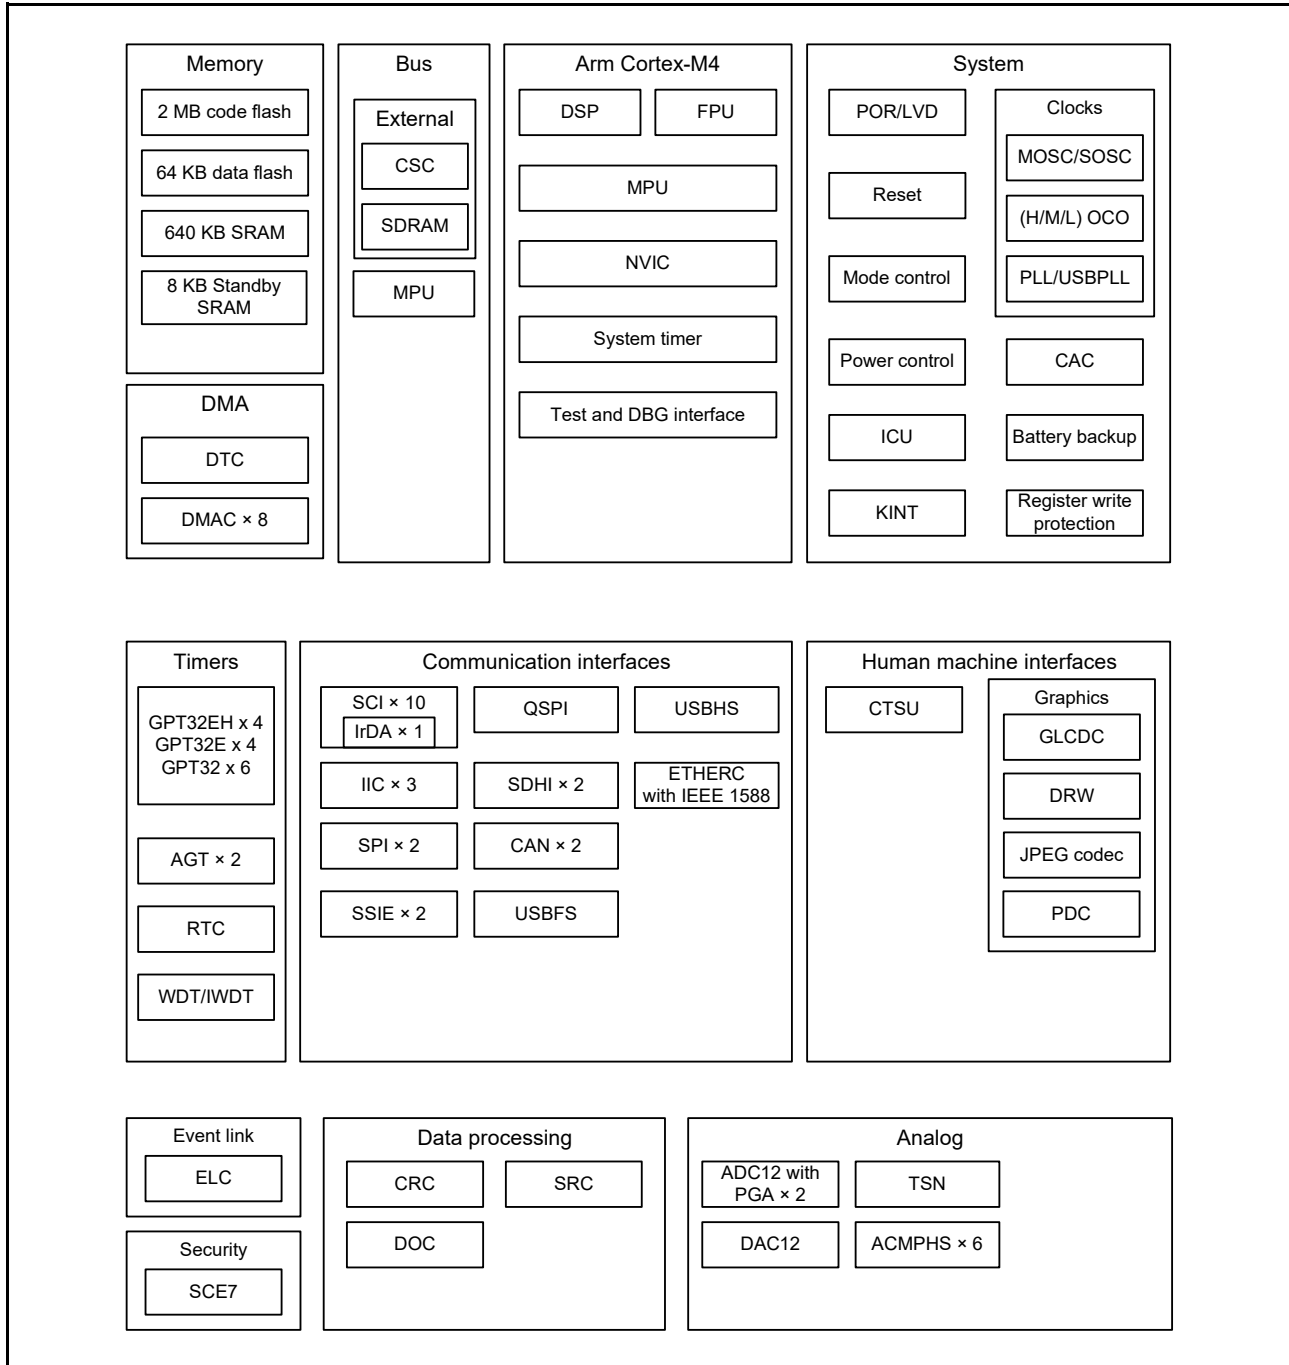 Memory
2 MB code flash
64 KB data flash
640 KB SRAM
8 KB Standby
SRAM
DMA
DTC
DMAC × 8
Bus
External
CSC
SDRAM
MPU
Arm Cortex-M4
DSP
FPU
MPU
NVIC
System timer
Test and DBG interface
System
POR/LVD
Reset
Mode control
Power control
ICU
KINT
Clocks
MOSC/SOSC
(H/M/L) OCO
PLL/USBPLL
CAC
Battery backup
Register write
protection
Timers
GPT32EH x 4
GPT32E x 4
GPT32 x 6
AGT × 2
RTC
WDT/IWDT
Communication interfaces
SCI × 10
IrDA × 1
IIC × 3
SPI × 2
SSIE × 2
QSPI
SDHI × 2
CAN × 2
USBFS
USBHS
ETHERC
with IEEE 1588
Human machine interfaces
CTSU
Graphics
GLCDC
DRW
JPEG codec
PDC
Event link
ELC
Security
SCE7
Data processing
CRC
SRC
DOC
Analog
ADC12 with
PGA × 2
TSN
DAC12
ACMPHS × 6